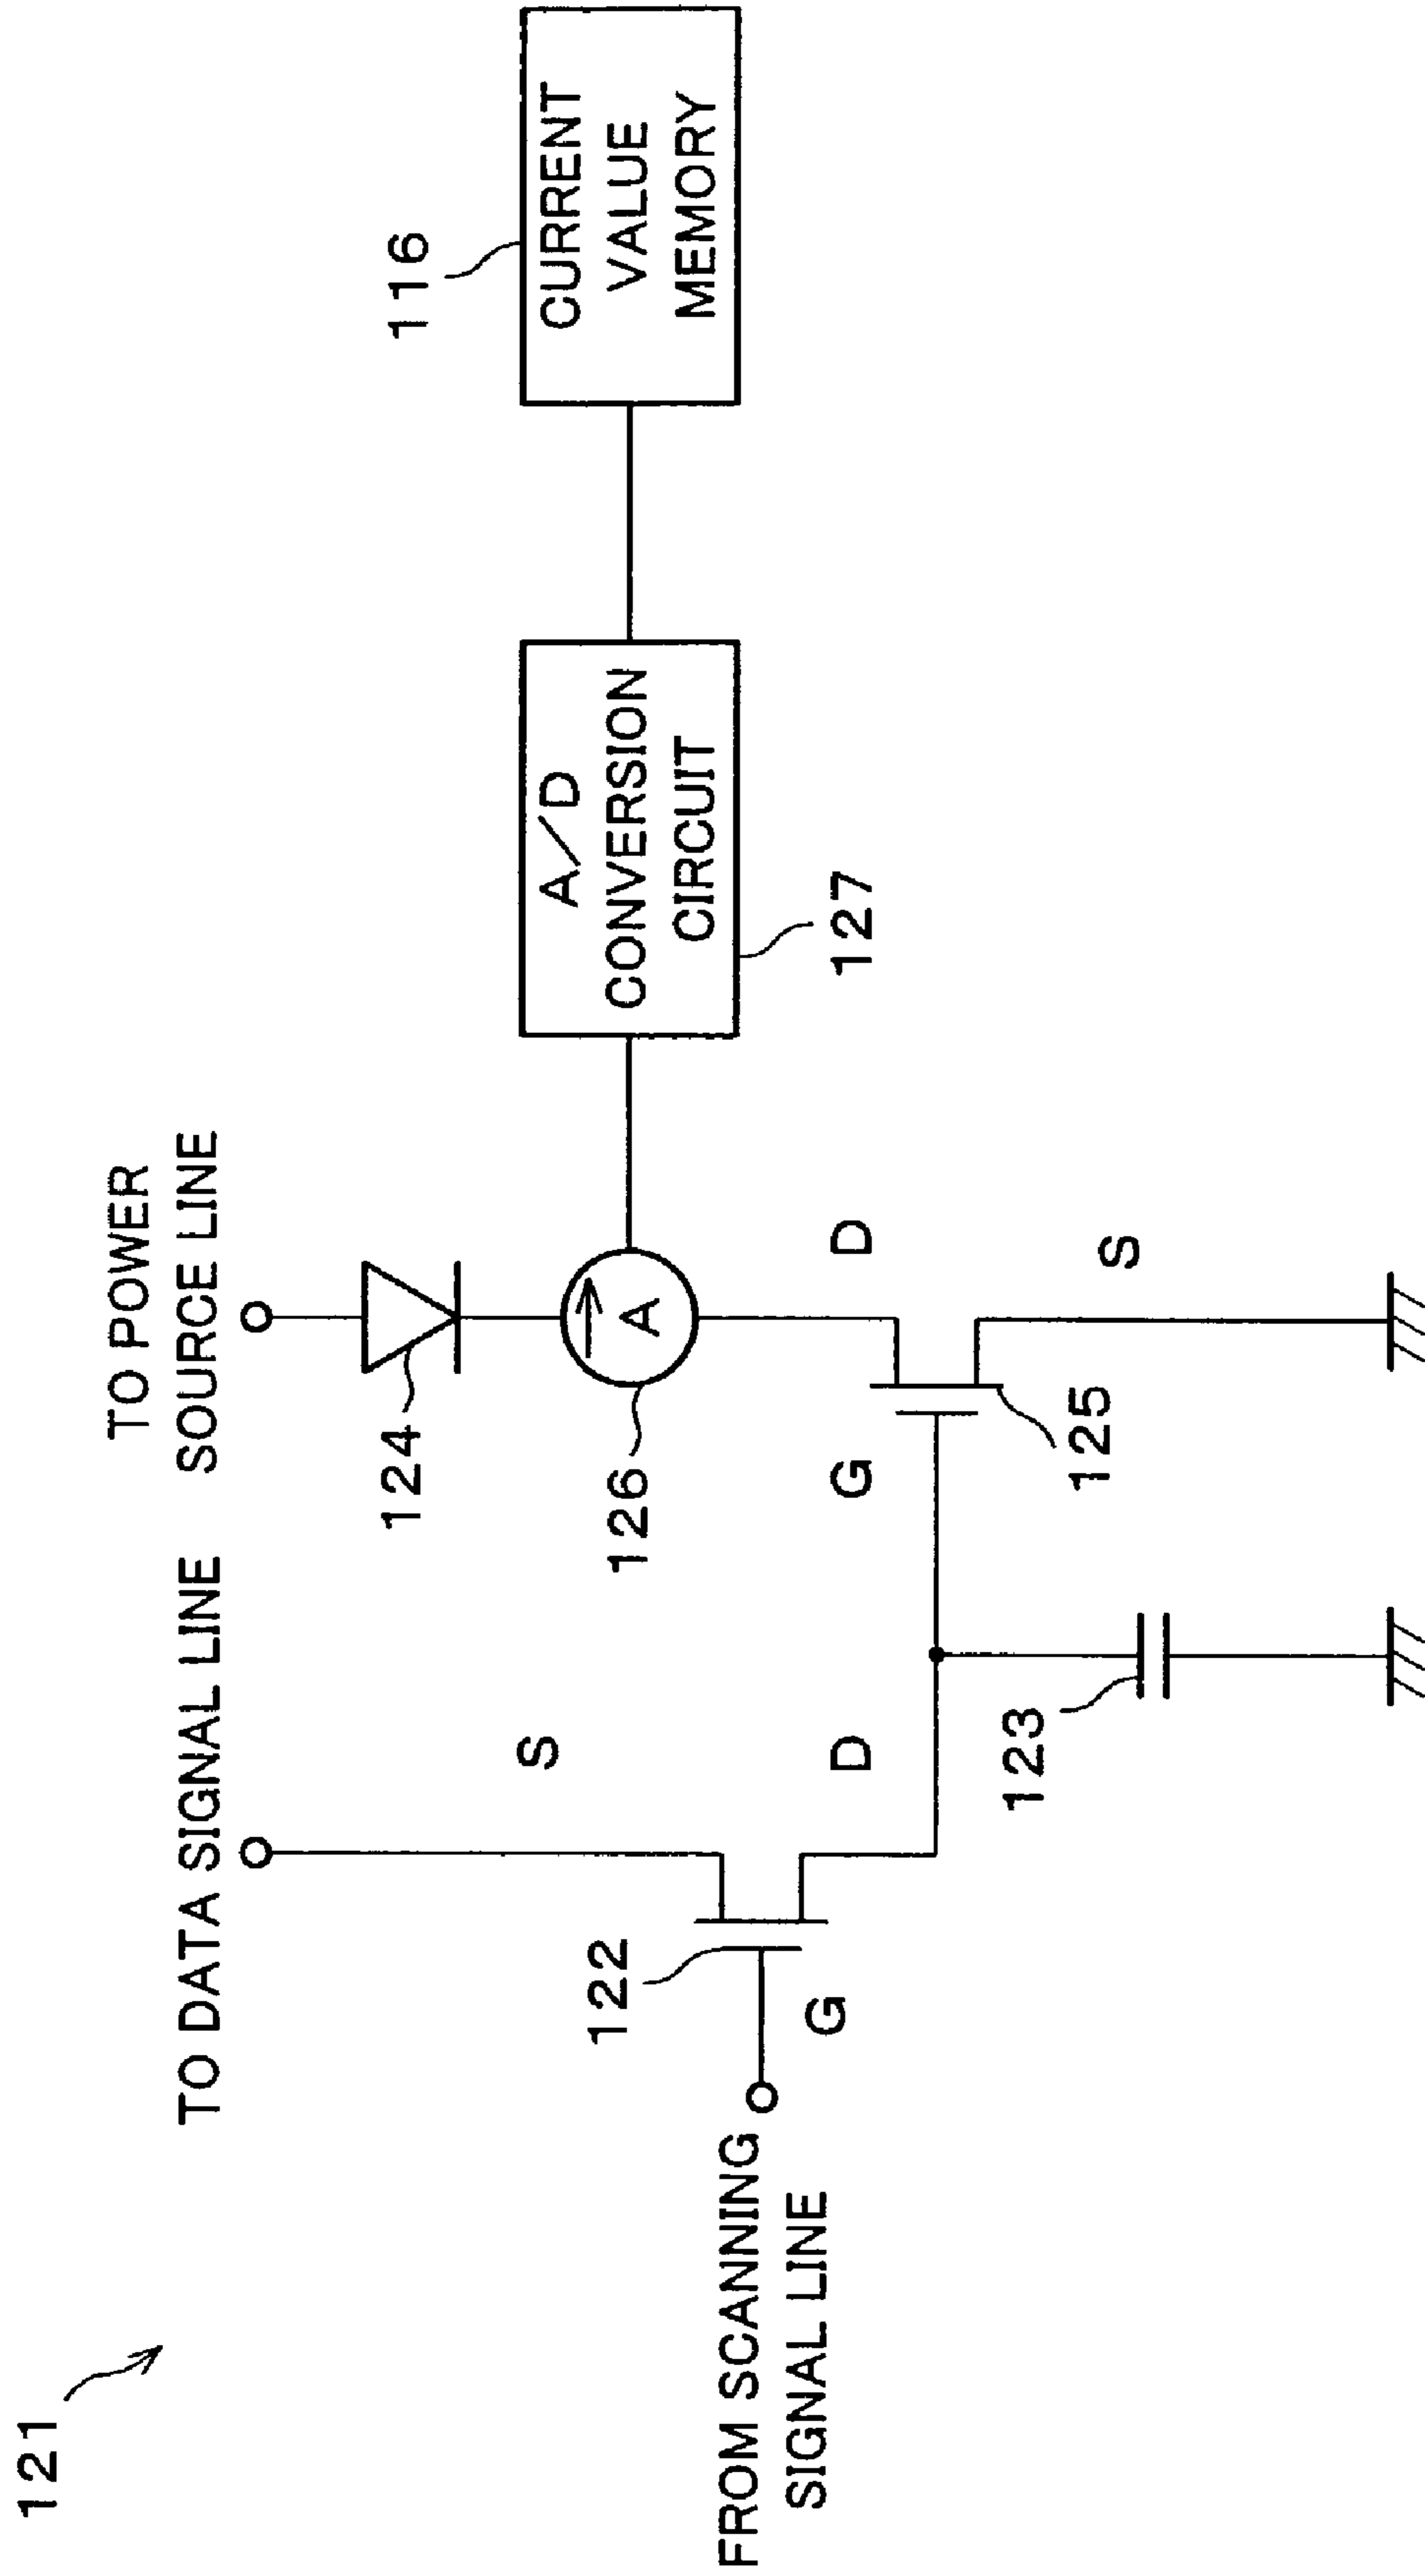 121
TO DATA SIGNAL LINE
TO POWER
SOURCE LINE
124
116
S
122
126
A
A/D
CONVERSION
CIRCUIT
CURRENT
VALUE
MEMORY
FROM SCANNING
SIGNAL LINE
G
D
G
D
127
123
125
S